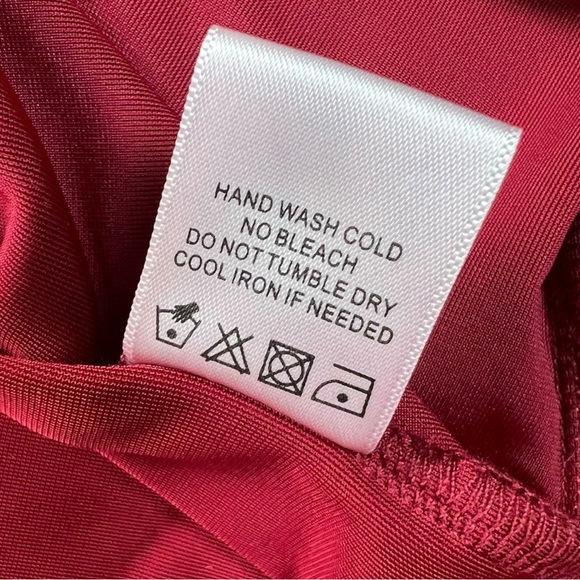 HAND WASH COLD
NO BLEACH
DO NOT TUMBLE DRY
COOL IRON IF NEEDED